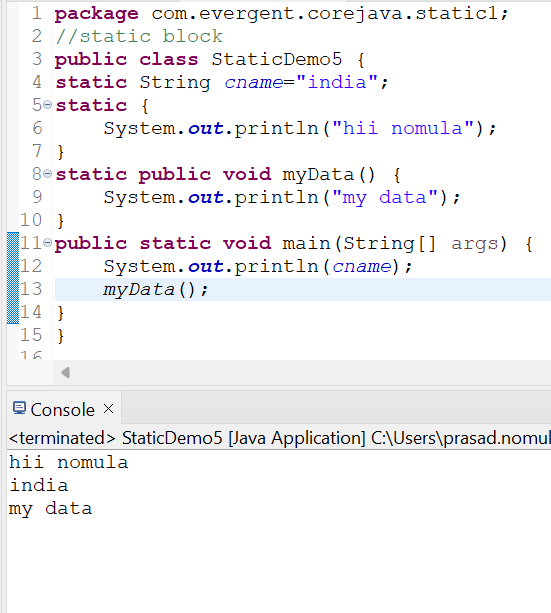 1 package com.evergent.corejava.static1;
2 //static block
3 public class StaticDemo5 {
4 static String cname="india";
5 static {
6     System.out.println("hii nomula");
7 }
8 static public void myData() {
9     System.out.println("my data");
10 }
11 public static void main(String[] args) {
12     System.out.println(cname);
13     myData();
14 }
15 }
16
Console
<terminated> StaticDemo5 [Java Application] C:\Users\prasad.nomul
hii nomula
india
my data